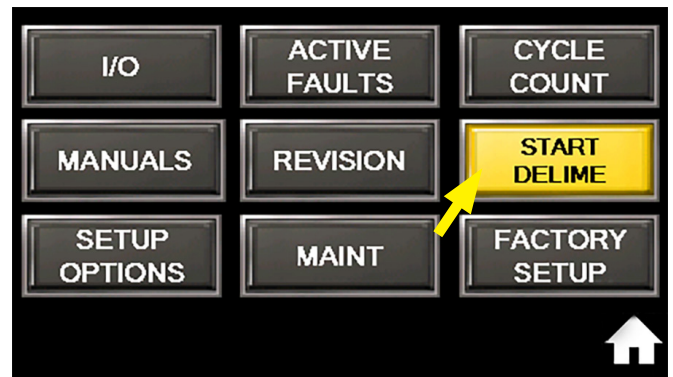 I/O
ACTIVE
FAULTS
CYCLE
COUNT
MANUALS
REVISION
START
DELIME
SETUP
OPTIONS
MAINT
FACTORY
SETUP